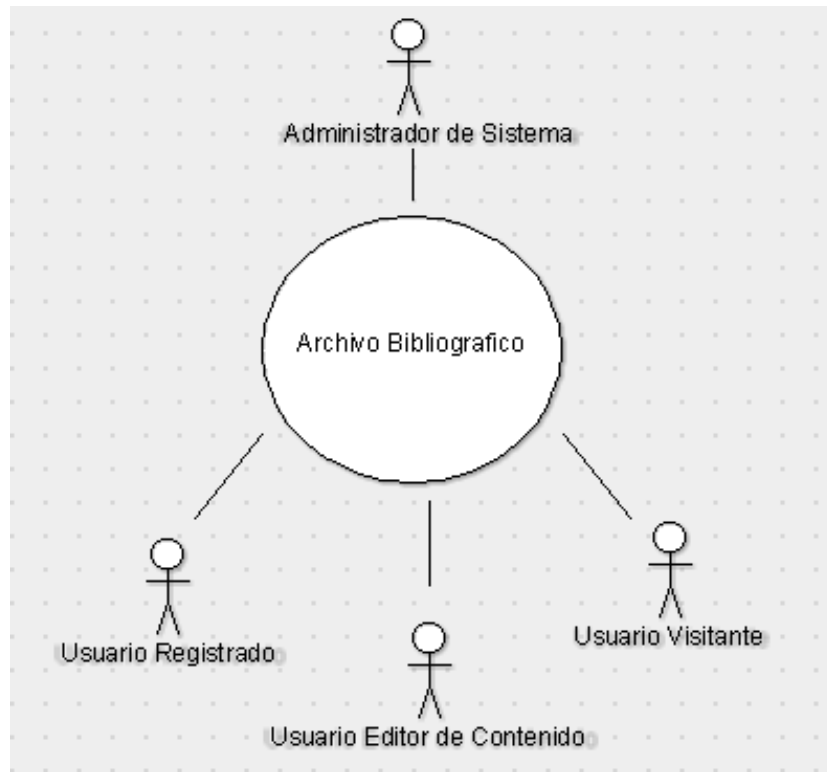 Administrador de Sistema
Archivo Bibliografico
Usuario Registrado
Usuario Visitante
Usuario Editor de Contenido